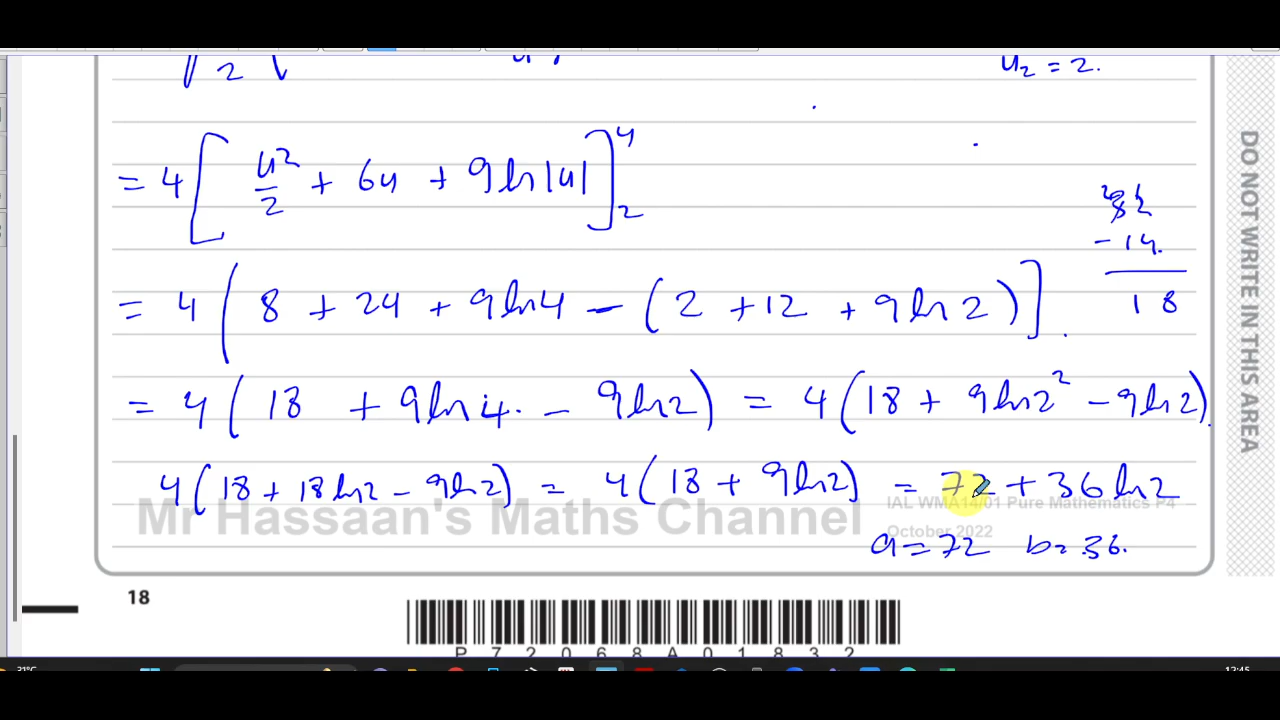 u₂ = 2.
= 4[u²/2 + 6u + 9ln|u|]₂⁴
32
- 14.
18
= 4(8 + 24 + 9ln4 - (2 + 12 + 9ln2)].
= 4(18 + 9ln4. - 9ln2) = 4(18 + 9ln2² - 9ln2).
4(18 + 18ln2 - 9ln2) = 4(18 + 9ln2) = 72 + 36ln2
Mr Hassaan's Maths Channel
IAL WMA14/01 Pure Mathematics P4
October 2022
a = 72 b = 36.
18
P 7 2 0 6 8 A 0 1 8 3 2
DO NOT WRITE IN THIS AREA
31°C
12:45